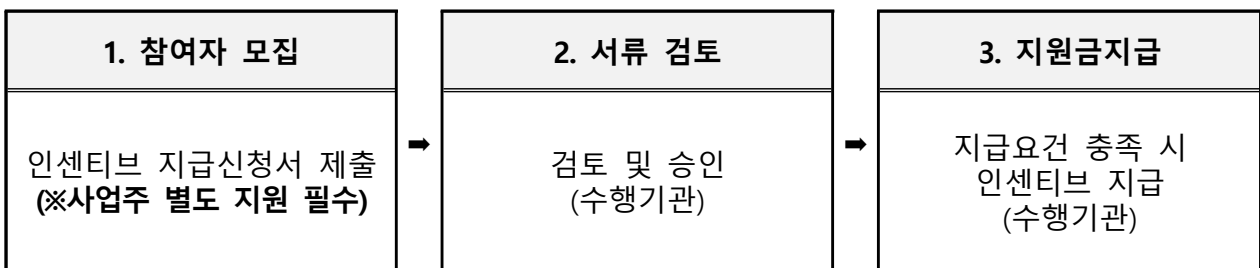 1. 참여자 모집
인센티브 지급신청서 제출
(※사업주 별도 지원 필수)
➡
2. 서류 검토
검토 및 승인
(수행기관)
➡
3. 지원금지급
지급요건 충족 시
인센티브 지급
(수행기관)